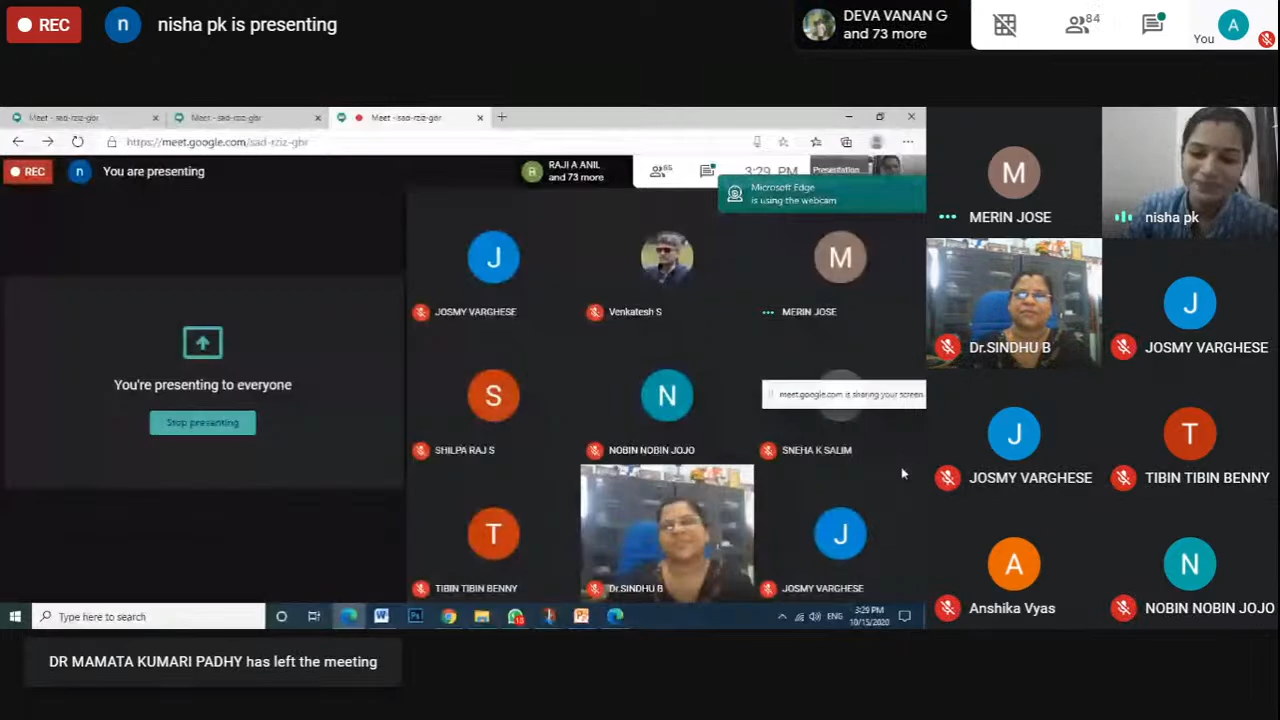 REC
n
nisha pk is presenting
DEVA VANAN G
and 73 more
84
You
A
Meet - sad-rziz-gbr
Meet - sad-rziz-gbr
Meet - sad-rziz-gbr
https://meet.google.com/sad-rziz-gbr
REC
n
You are presenting
RAJI A ANIL
and 73 more
3:29 PM
Presentation
Microsoft Edge
is using the webcam
J
JOSMY VARGHESE
Venkatesh S
M
MERIN JOSE
You're presenting to everyone
Stop presenting
S
SHILPA RAJ S
N
NOBIN NOBIN JOJO
meet.google.com is sharing your screen
SNEHA K SALIM
T
TIBIN TIBIN BENNY
Dr.SINDHU B
J
JOSMY VARGHESE
Type here to search
W
Ps
ENG
3:29 PM
10/15/2020
M
MERIN JOSE
nisha pk
Dr.SINDHU B
J
JOSMY VARGHESE
J
JOSMY VARGHESE
T
TIBIN TIBIN BENNY
A
Anshika Vyas
N
NOBIN NOBIN JOJO
DR MAMATA KUMARI PADHY has left the meeting